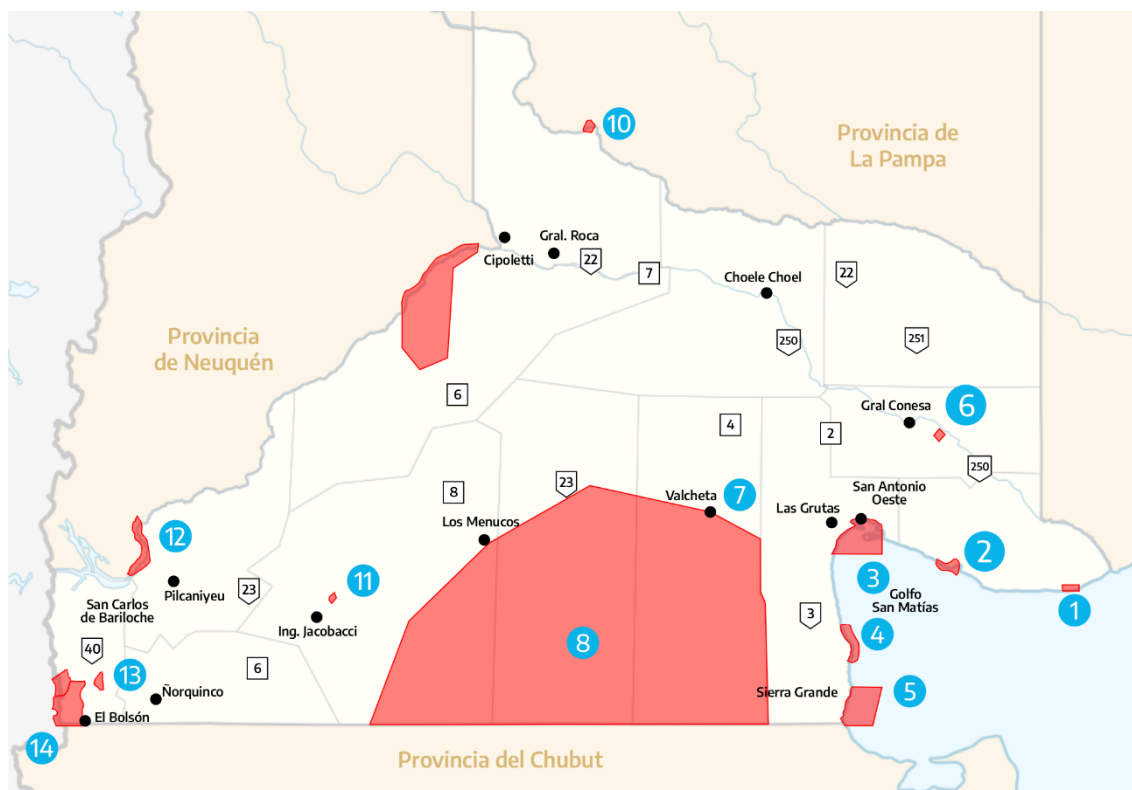 10
Provincia de
La Pampa
Gral. Roca
Cipoletti
22
7
Choele Choel
22
Provincia
de Neuquén
250
251
6
Gral Conesa
6
4
2
250
8
23
Valcheta
7
San Antonio
Oeste
Las Grutas
Los Menucos
12
2
3
Golfo
San Matías
1
Pilcaniyeu
23
San Carlos
de Bariloche
11
Ing. Jacobacci
3
4
8
40
13
6
Ñorquinco
Sierra Grande
5
El Bolsón
14
Provincia del Chubut